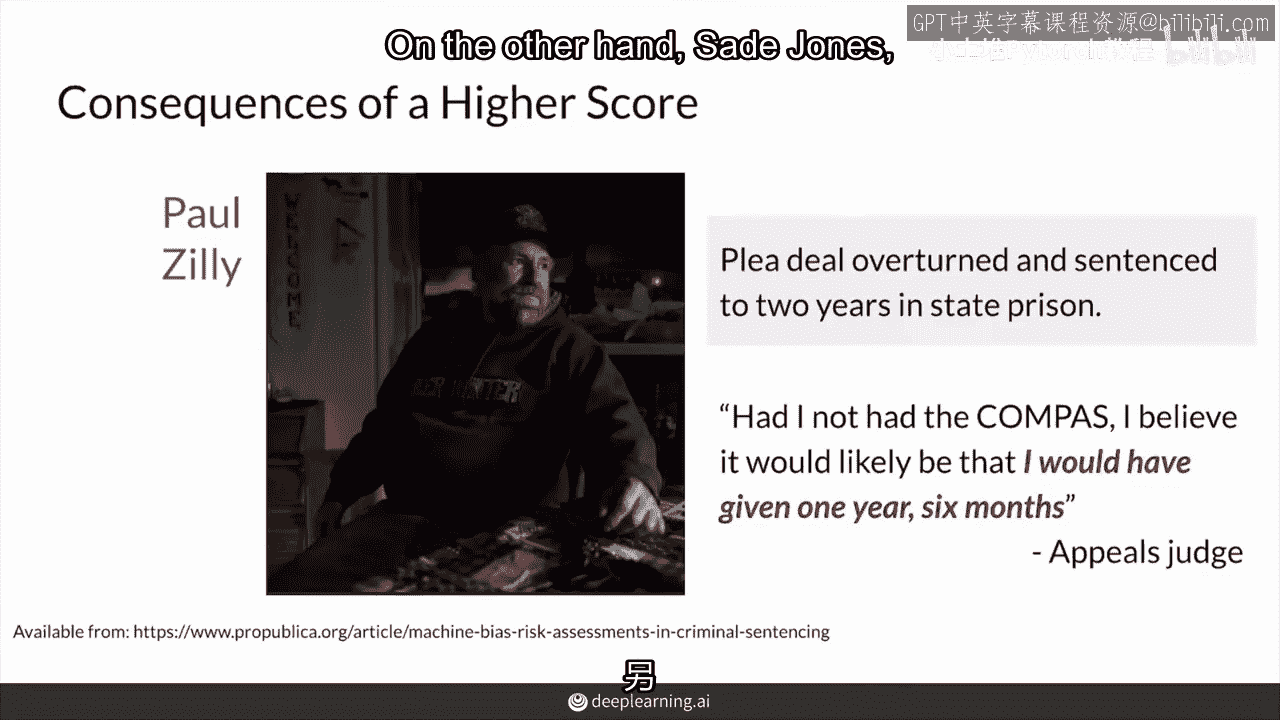 GPT中英字幕课程资源@bilibili.com
On the other hand, Sade Jones,
bilibili
Consequences of a Higher Score
Paul
Zilly
Plea deal overturned and sentenced
to two years in state prison.
“Had I not had the COMPAS, I believe
it would likely be that I would have
given one year, six months”
- Appeals judge
Available from: https://www.propublica.org/article/machine-bias-risk-assessments-in-criminal-sentencing
另
deeplearning.ai